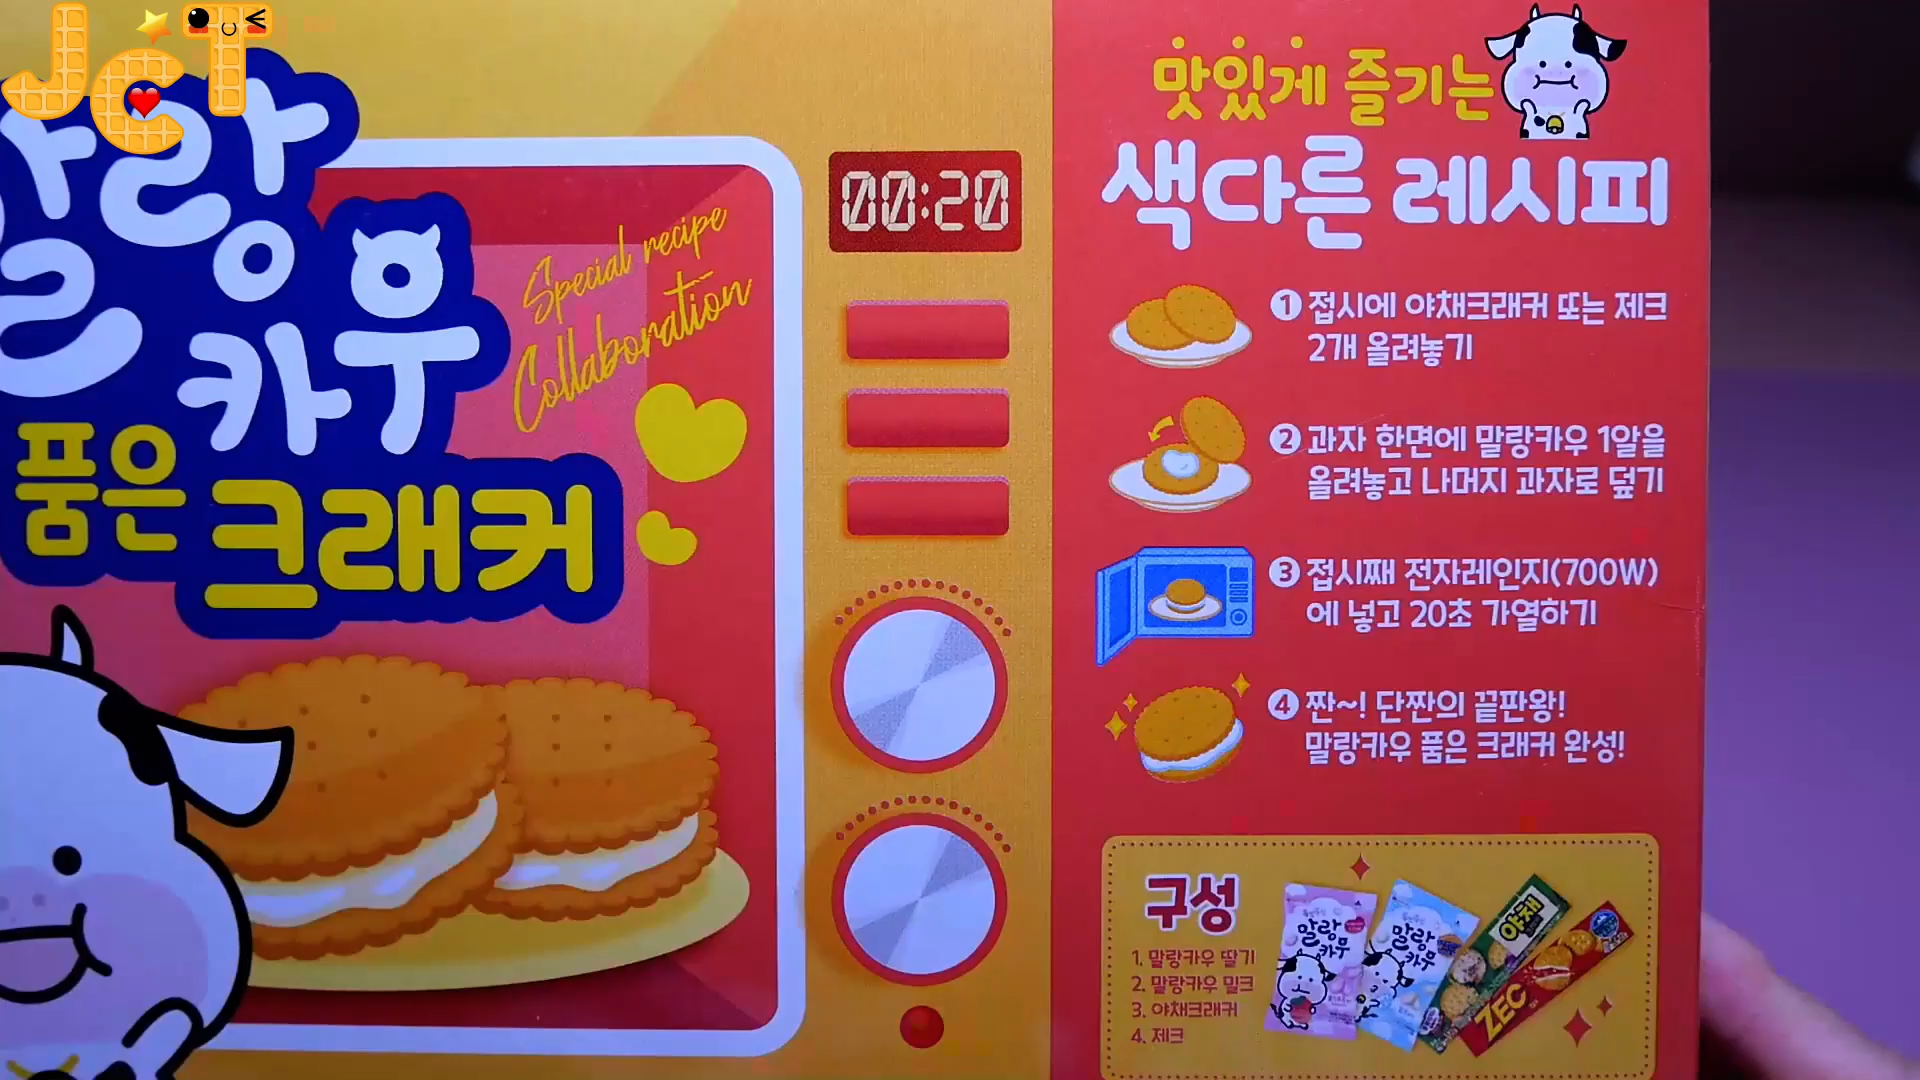 JCT
말랑
카우
품은 크래커
Special recipe
Collaboration
00:20
맛있게 즐기는
색다른 레시피
1 접시에 야채크래커 또는 제크
2개 올려놓기
2 과자 한면에 말랑카우 1알을
올려놓고 나머지 과자로 덮기
3 접시째 전자레인지(700W)
에 넣고 20초 가열하기
4 짠~! 단짠의 끝판왕!
말랑카우 품은 크래커 완성!
구성
1. 말랑카우 딸기
2. 말랑카우 밀크
3. 야채크래커
4. 제크
말랑
카우
말랑
카우
야채
ZEC